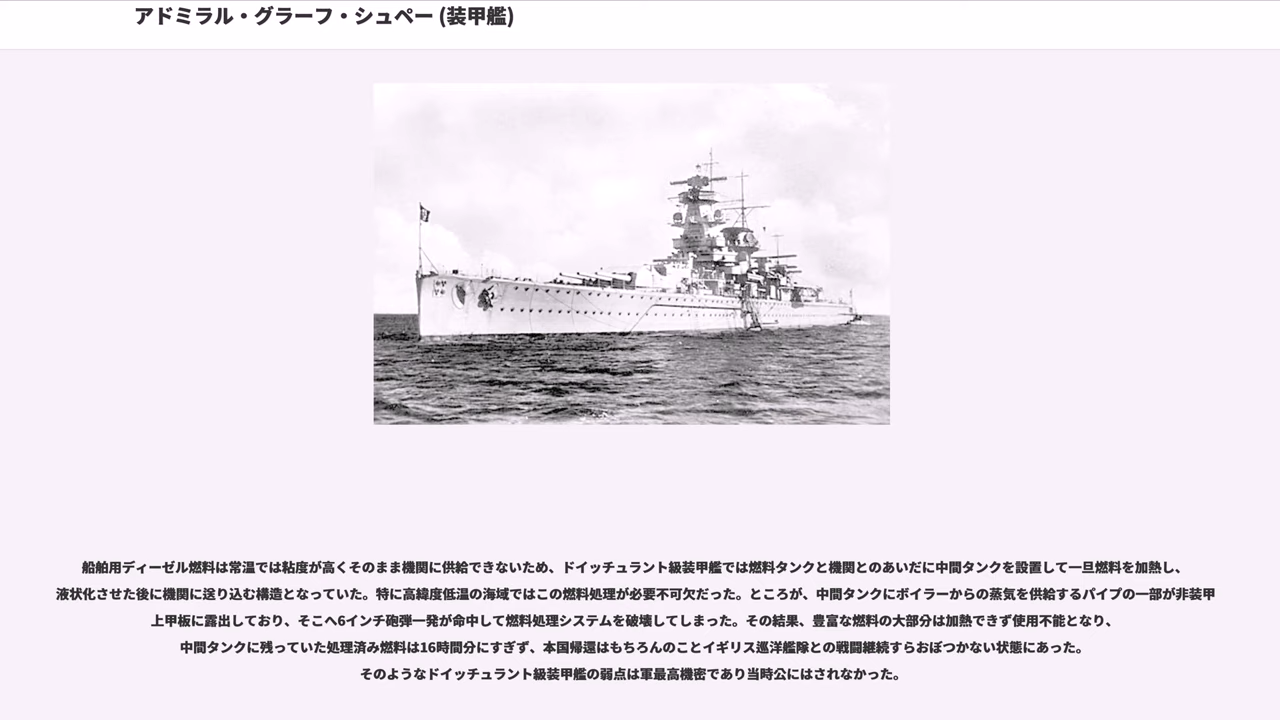 アドミラル・グラーフ・シュペー (装甲艦)
船舶用ディーゼル燃料は常温では粘度が高くそのまま機関に供給できないため、ドイッチュラント級装甲艦では燃料タンクと機関とのあいだに中間タンクを設置して一旦燃料を加熱し、
液状化させた後に機関に送り込む構造となっていた。特に高緯度低温の海域ではこの燃料処理が必要不可欠だった。ところが、中間タンクにボイラーからの蒸気を供給するパイプの一部が非装甲
上甲板に露出しており、そこへ6インチ砲弾一発が命中して燃料処理システムを破壊してしまった。その結果、豊富な燃料の大部分は加熱できず使用不能となり、
中間タンクに残っていた処理済み燃料は16時間分にすぎず、本国帰還はもちろんのことイギリス巡洋艦隊との戦闘継続すらおぼつかない状態にあった。
そのようなドイッチュラント級装甲艦の弱点は軍最高機密であり当時公にはされなかった。